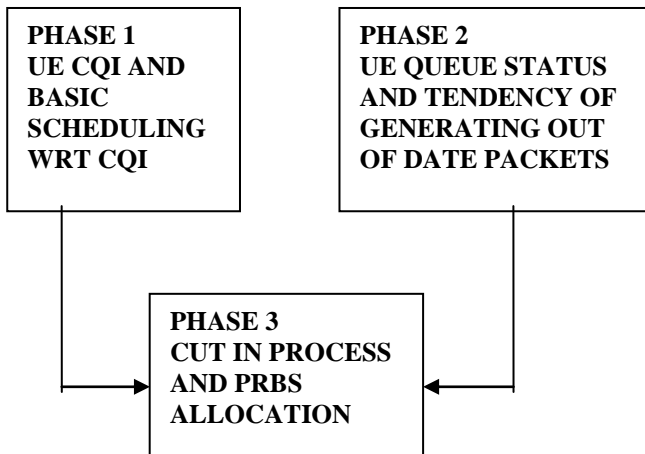 PHASE 1
UE CQI AND
BASIC
SCHEDULING
WRT CQI
PHASE 2
UE QUEUE STATUS
AND TENDENCY OF
GENERATING OUT
OF DATE PACKETS
PHASE 3
CUT IN PROCESS
AND PRBS
ALLOCATION